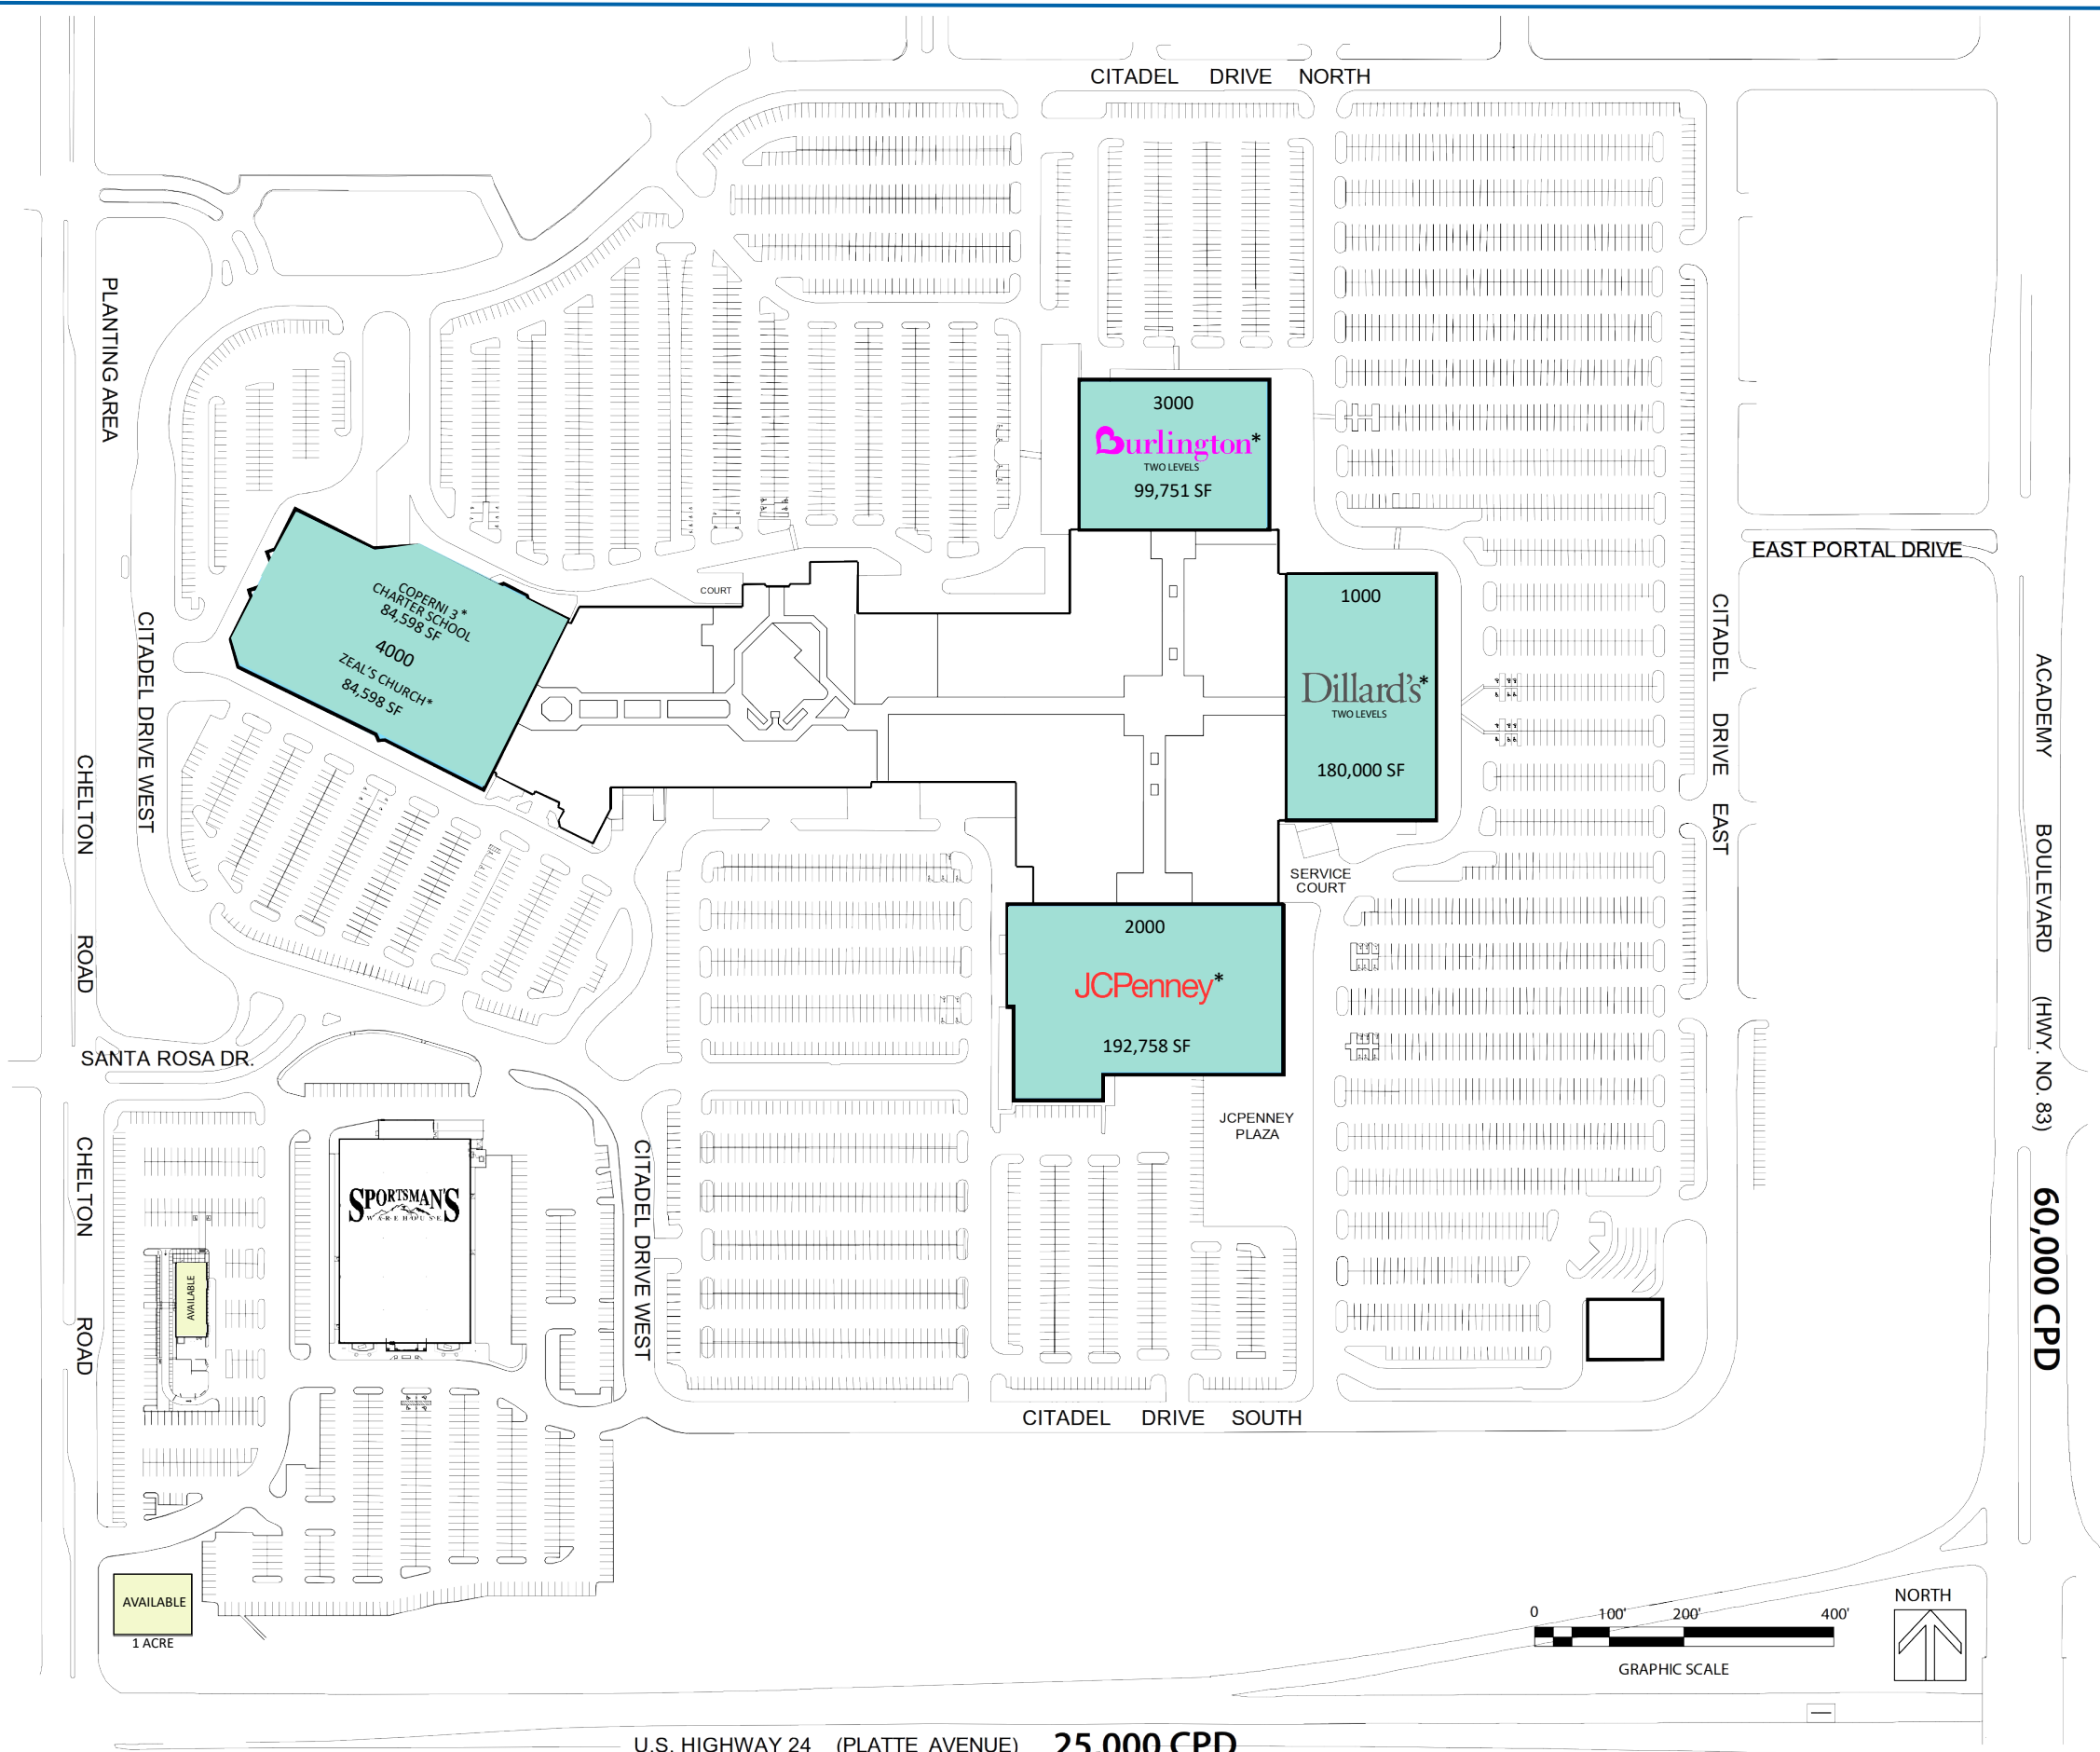 CITADEL DRIVE NORTH
PLANTING AREA
3000
Burlington*
TWO LEVELS
99,751 SF
EAST PORTAL DRIVE
COPERNI 3 *
CHARTER SCHOOL
84,598 SF
4000
ZEAL'S CHURCH*
84,598 SF
COURT
1000
Dillard's*
TWO LEVELS
180,000 SF
CITADEL DRIVE WEST
CITADEL DRIVE EAST
CHELTON ROAD
ACADEMY BOULEVARD (HWY. NO. 83)
60,000 CPD
SERVICE
COURT
2000
JCPenney*
192,758 SF
JCPENNEY
PLAZA
SANTA ROSA DR.
CHELTON ROAD
SPORTSMAN'S
WAREHOUSE
AVAILABLE
CITADEL DRIVE WEST
CITADEL DRIVE SOUTH
AVAILABLE
1 ACRE
0 100' 200' 400'
GRAPHIC SCALE
NORTH
U.S. HIGHWAY 24 (PLATTE AVENUE) 25,000 CPD